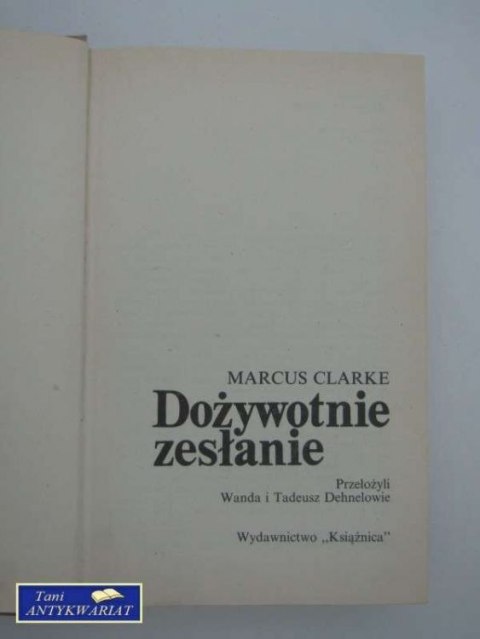 MARCUS CLARKE
Dożywotnie
zesłanie
Przełożyli
Wanda i Tadeusz Dehnelowie
Wydawnictwo „Książnica"
Tani
ANTYKWARIAT